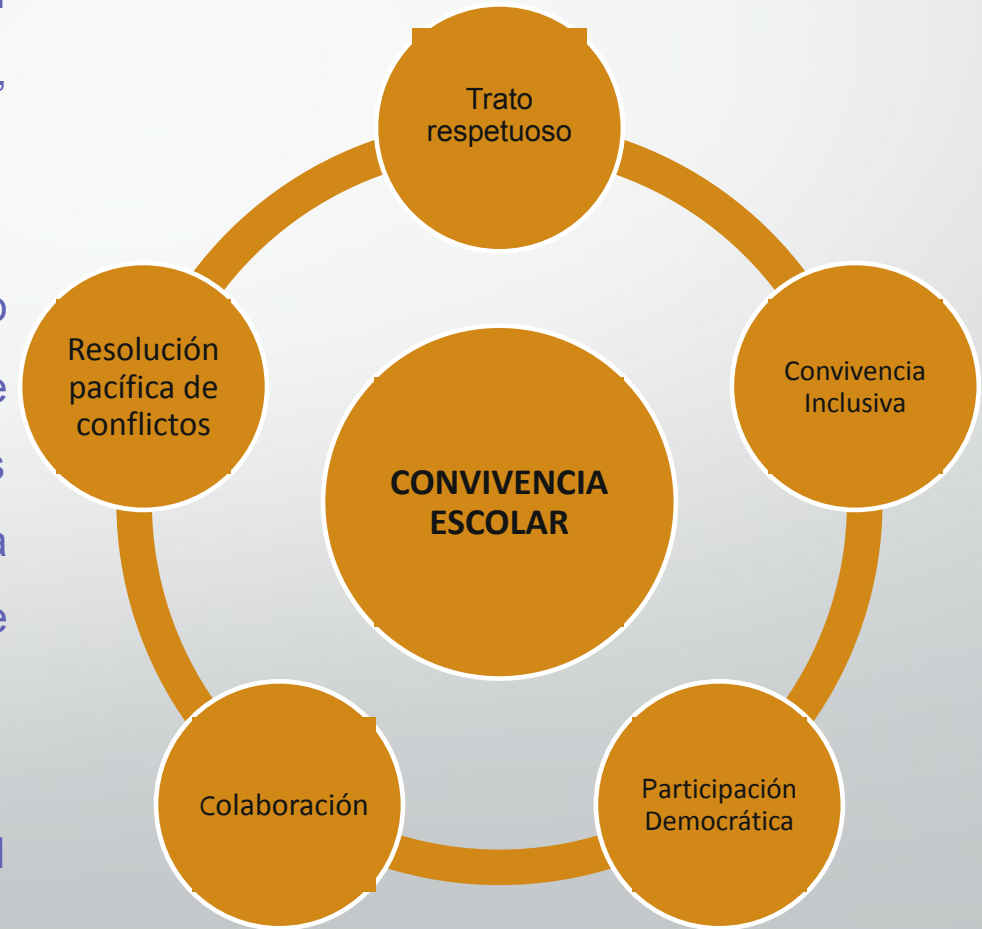 Trato
respetuoso
Convivencia
Inclusiva
Participación
Democrática
Colaboración
Resolución
pacífica de
conflictos
CONVIVENCIA
ESCOLAR